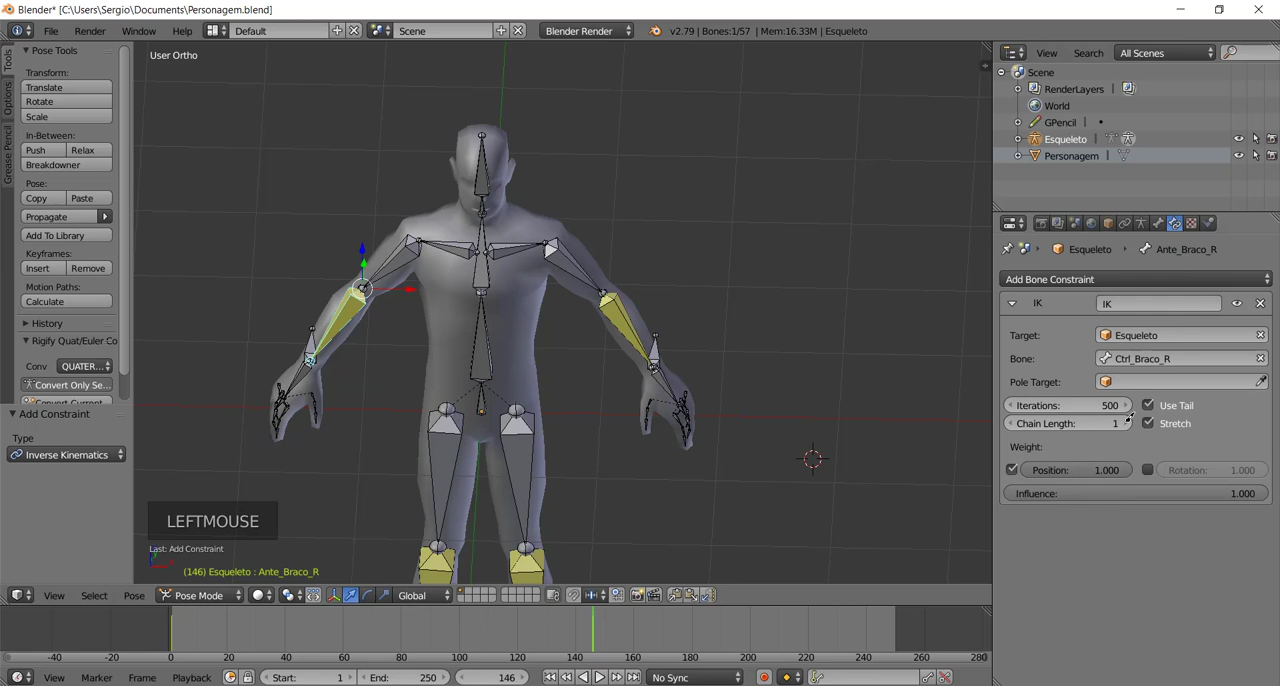 Blender* [C:\Users\Sergio\Documents\Personagem.blend]
File Render Window Help Default Scene Blender Render v2.79 | Bones:1/57 | Mem:16.33M | Esqueleto
Tools
Options
Grease Pencil
Pose Tools
Transform:
Translate
Rotate
Scale
In-Between:
Push Relax
Breakdowner
Pose:
Copy Paste
Propagate
Add To Library
Keyframes:
Insert Remove
Motion Paths:
Calculate
History
Rigify Quat/Euler Co
Conv QUATER...
Convert Only Se...
Add Constraint
Type
Inverse Kinematics
User Ortho
LEFTMOUSE
Last: Add Constraint
(146) Esqueleto : Ante_Braco_R
View Select Pose Pose Mode Global
-40 -20 0 20 40 60 80 100 120 140 160 180 200 220 240 260 280
View Marker Frame Playback Start: 1 End: 250 146 No Sync
View Search All Scenes
Scene
RenderLayers
World
GPencil
Esqueleto
Personagem
Esqueleto Ante_Braco_R
Add Bone Constraint
IK IK
Target: Esqueleto
Bone: Ctrl_Braco_R
Pole Target:
Iterations: 500 Use Tail
Chain Length: 1 Stretch
Weight:
Position: 1.000 Rotation: 1.000
Influence: 1.000